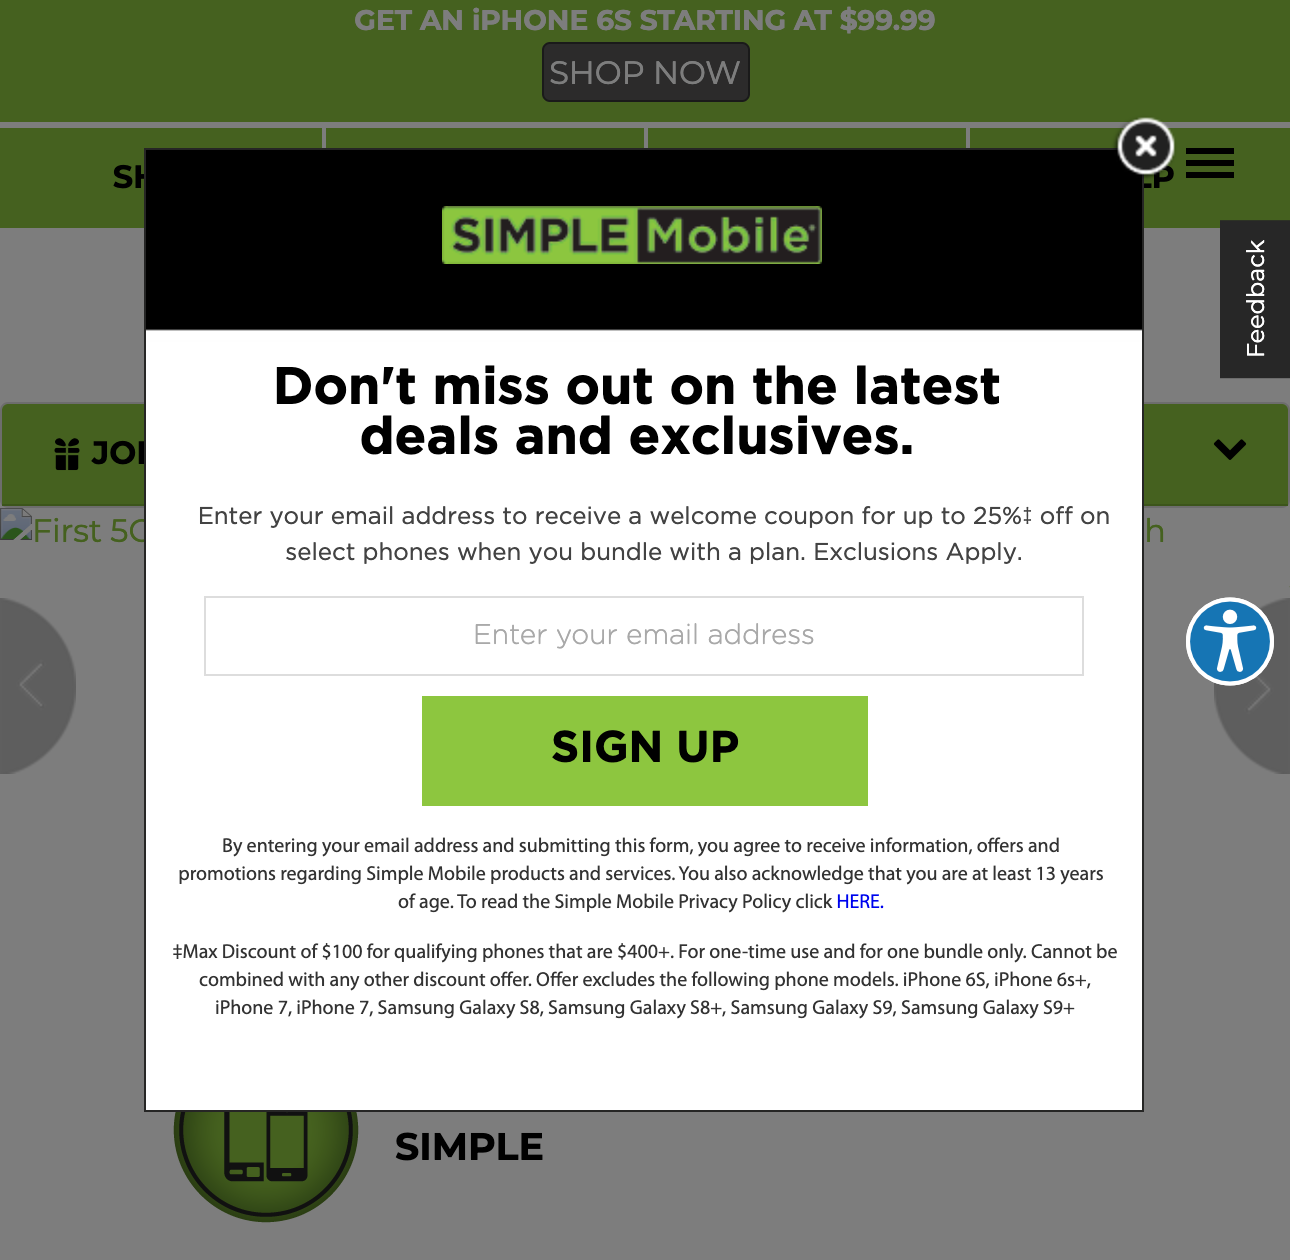 GET AN iPHONE 6S STARTING AT $99.99
SHOP NOW
SIMPLE Mobile
Feedback
Don't miss out on the latest
deals and exclusives.
Enter your email address to receive a welcome coupon for up to 25%‡ off on
select phones when you bundle with a plan. Exclusions Apply.
Enter your email address
SIGN UP
By entering your email address and submitting this form, you agree to receive information, offers and
promotions regarding Simple Mobile products and services. You also acknowledge that you are at least 13 years
of age. To read the Simple Mobile Privacy Policy click HERE.
‡Max Discount of $100 for qualifying phones that are $400+. For one-time use and for one bundle only. Cannot be
combined with any other discount offer. Offer excludes the following phone models. iPhone 6S, iPhone 6s+,
iPhone 7, iPhone 7, Samsung Galaxy S8, Samsung Galaxy S8+, Samsung Galaxy S9, Samsung Galaxy S9+
First
SIMPLE